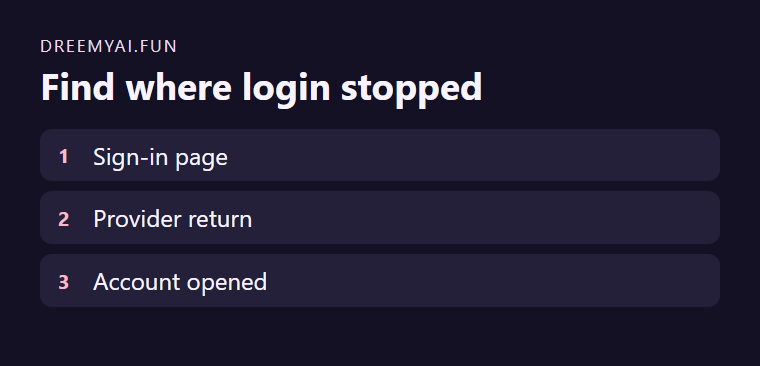 DREEMYAI.FUN
Find where login stopped
1 Sign-in page
2 Provider return
3 Account opened